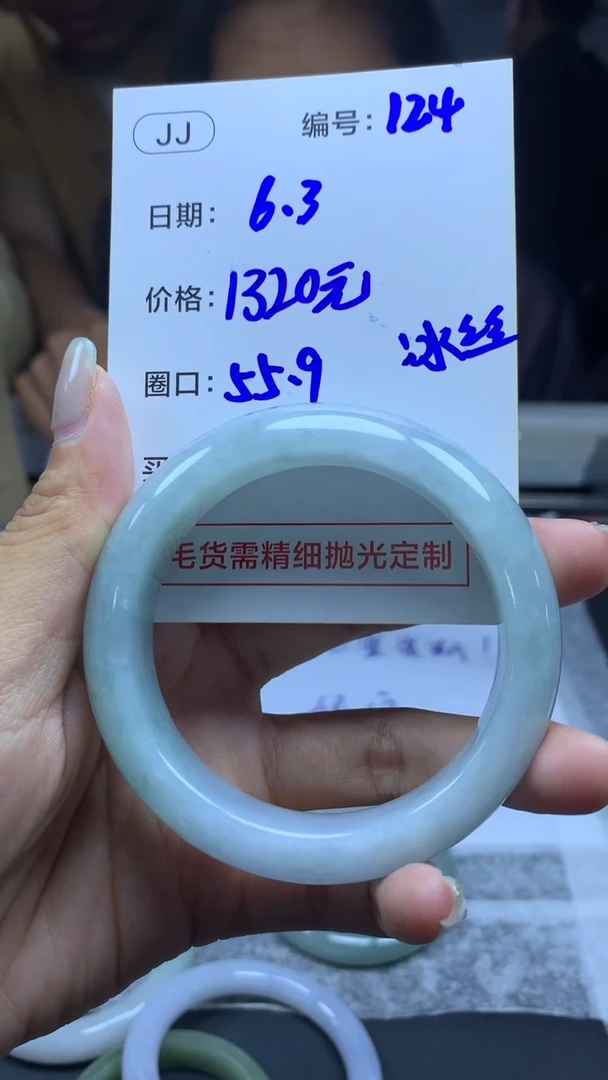 JJ
编号：124
日期：6.3
价格：1320元
冰丝
圈口：55.9
毛货需精细抛光定制